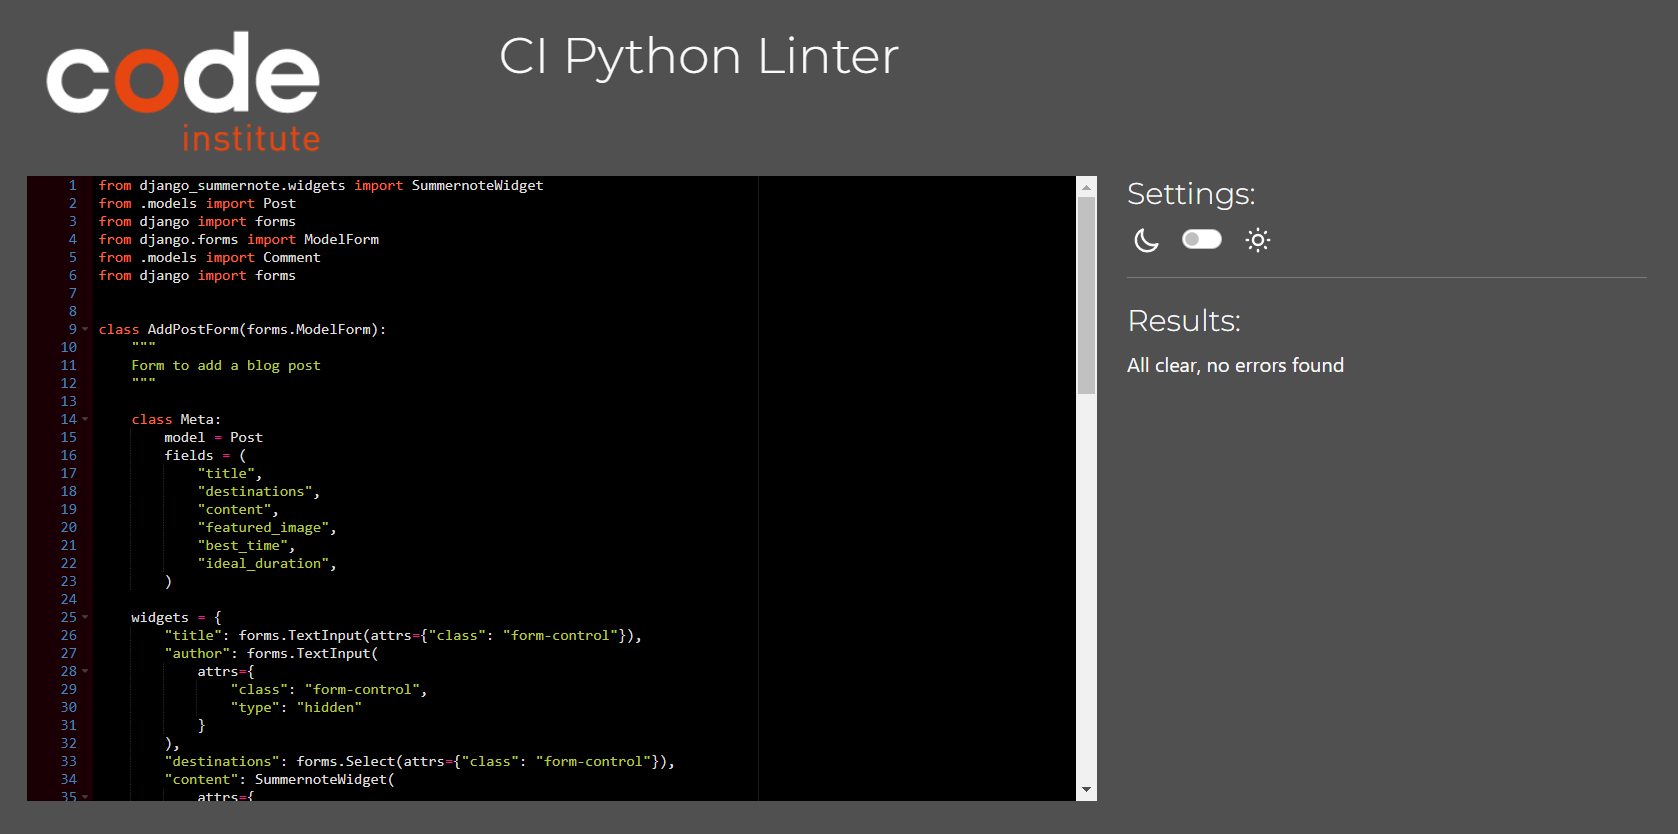 code
institute
CI Python Linter
1 from django_summernote.widgets import SummernoteWidget
2 from .models import Post
3 from django import forms
4 from django.forms import ModelForm
5 from .models import Comment
6 from django import forms
7
8
9 class AddPostForm(forms.ModelForm):
10 """
11 Form to add a blog post
12 """
13
14 class Meta:
15 model = Post
16 fields = (
17 "title",
18 "destinations",
19 "content",
20 "featured_image",
21 "best_time",
22 "ideal_duration",
23 )
24
25 widgets = {
26 "title": forms.TextInput(attrs={"class": "form-control"}),
27 "author": forms.TextInput(
28 attrs={
29 "class": "form-control",
30 "type": "hidden"
31 }
32 ),
33 "destinations": forms.Select(attrs={"class": "form-control"}),
34 "content": SummernoteWidget(
35 attrs={
Settings:
Results:
All clear, no errors found